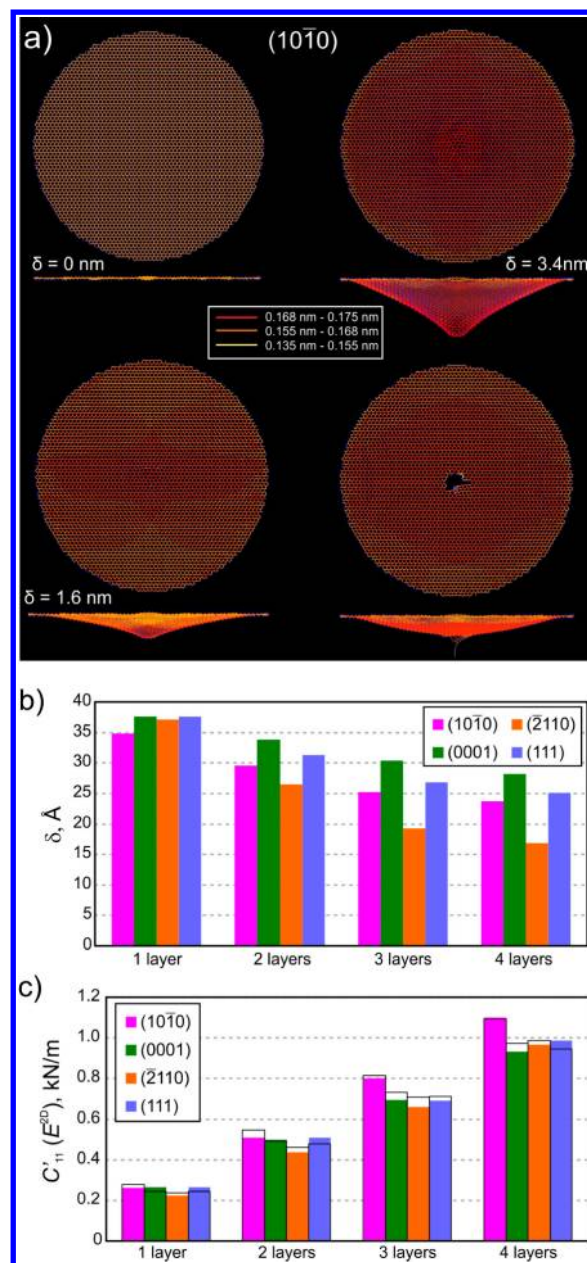 a)
(101̅0)
δ = 0 nm
δ = 3.4nm
0.168 nm - 0.175 nm
0.155 nm - 0.168 nm
0.135 nm - 0.155 nm
δ = 1.6 nm
b)
δ, Å
40
35
30
25
20
15
10
5
0
(101̅0)
(2̅110)
(0001)
(111)
1 layer
2 layers
3 layers
4 layers
c)
C'₁₁ (E²ᴰ), kN/m
1.2
1.0
0.8
0.6
0.4
0.2
0
(101̅0)
(0001)
(2̅110)
(111)
1 layer
2 layers
3 layers
4 layers